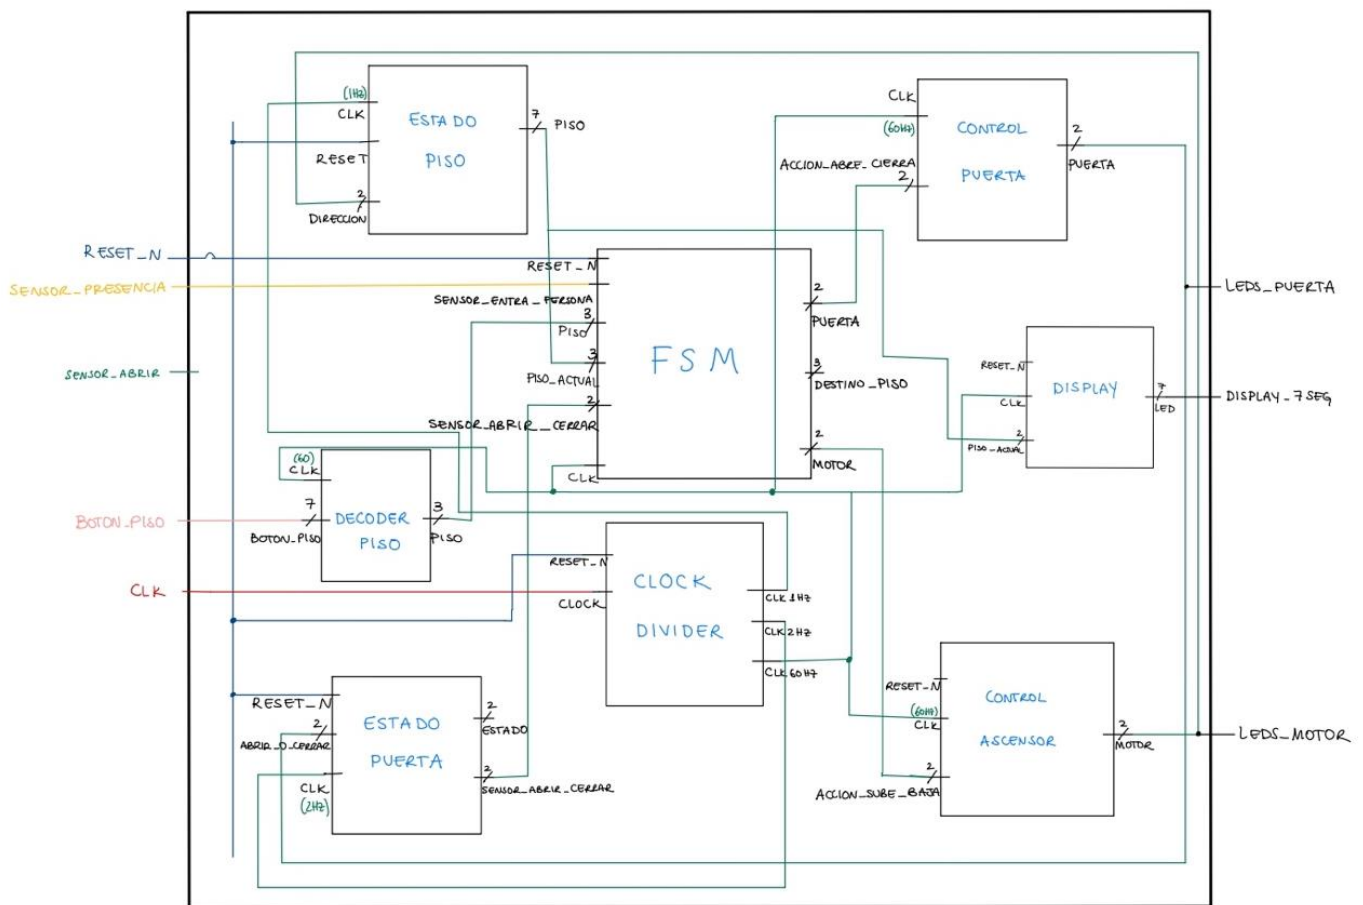 (1Hz)
CLK
RESET
2
DIRECCION
ESTADO
PISO
7
PISO
CLK
(60Hz)
ACCION_ABRE_CIERRA
2
CONTROL
PUERTA
2
PUERTA
RESET_N
SENSOR_PRESENCIA
SENSOR_ABRIR
BOTON_PISO
CLK
RESET_N
SENSOR_ENTRA_PERSONA
3
PISO
3
PISO_ACTUAL
2
SENSOR_ABRIR_CERRAR
CLK
FSM
2
PUERTA
3
DESTINO_PISO
2
MOTOR
RESET_N
CLK
2
PISO_ACTUAL
DISPLAY
7
LED
LEDS_PUERTA
DISPLAY_7SEG
LEDS_MOTOR
(60)
CLK
7
BOTON_PISO
DECODER
PISO
3
PISO
RESET_N
CLOCK
CLOCK
DIVIDER
CLK 1Hz
CLK 2Hz
CLK 60Hz
RESET_N
2
ABRIR_O_CERRAR
CLK
(2Hz)
ESTADO
PUERTA
2
ESTADO
2
SENSOR_ABRIR_CERRAR
RESET_N
(60Hz)
CLK
2
ACCION_SUBE_BAJA
CONTROL
ASCENSOR
2
MOTOR